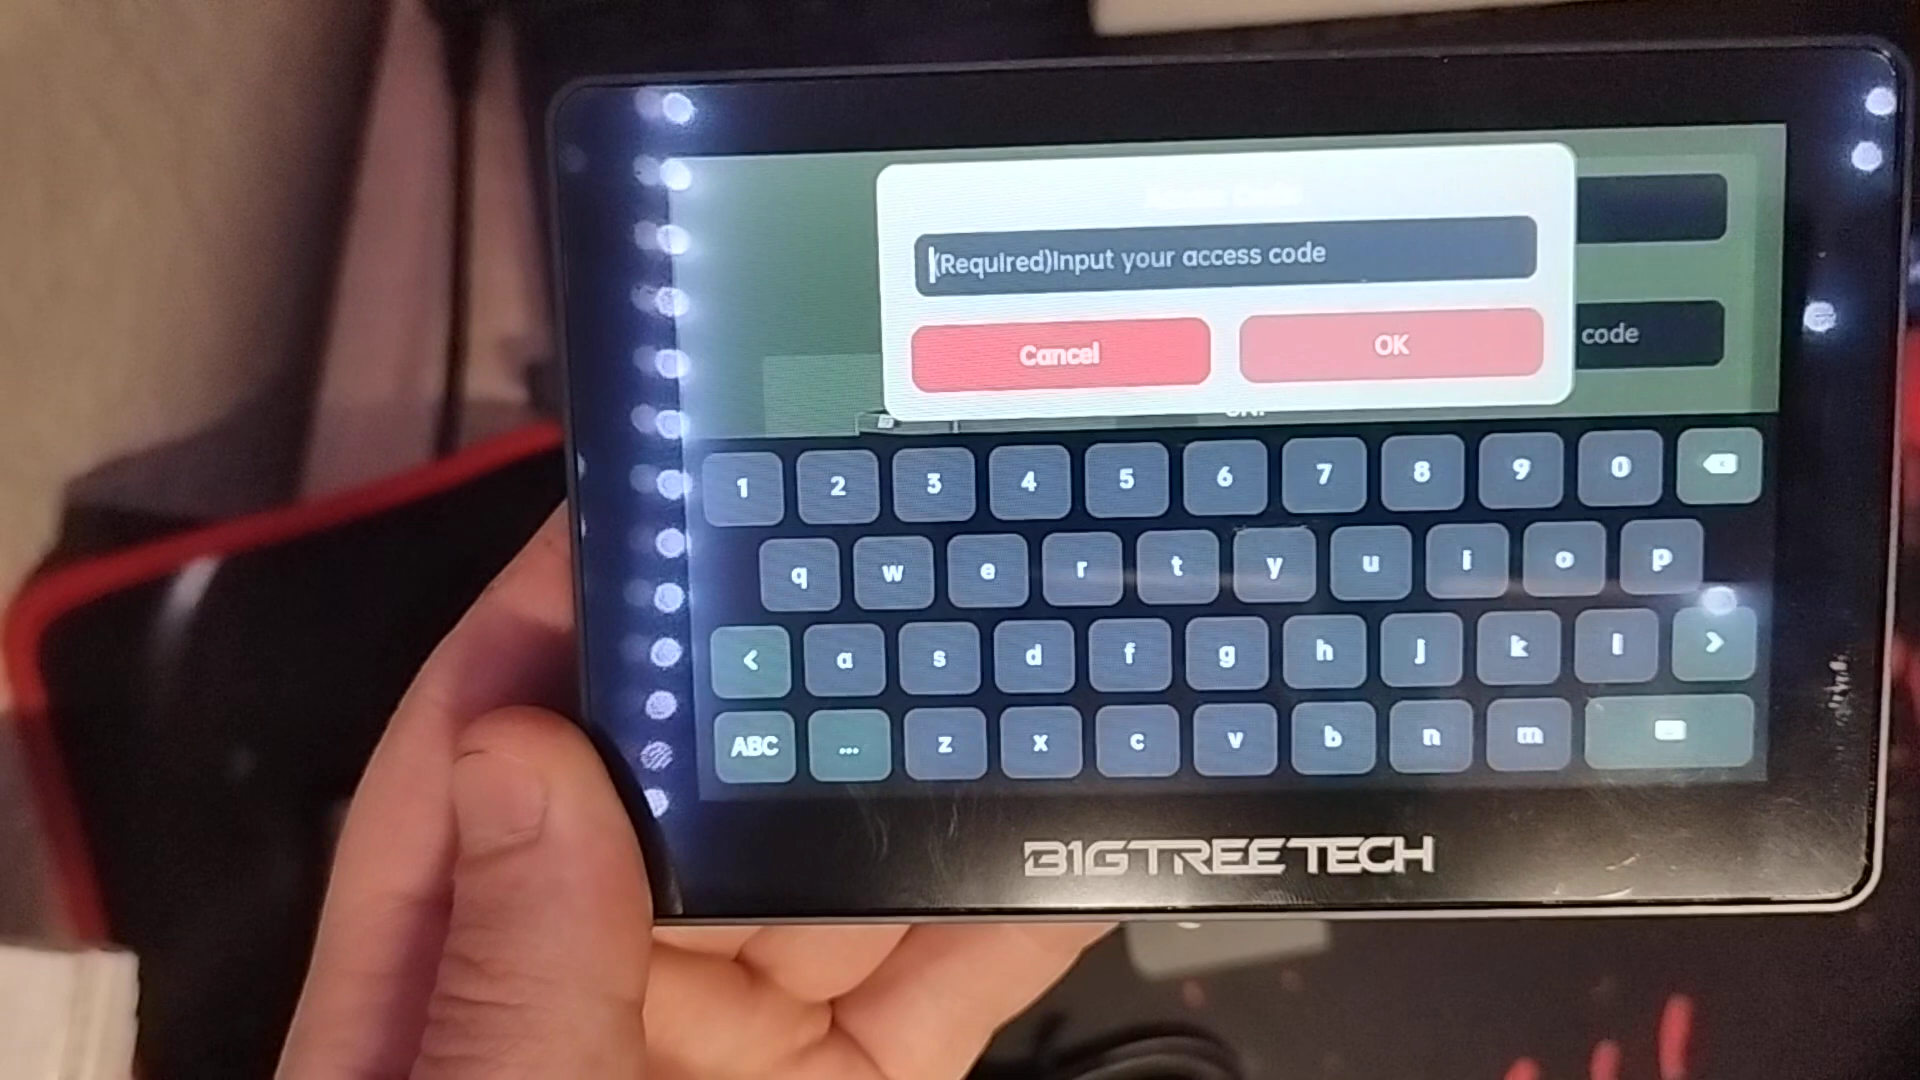 (Required)Input your access code
Cancel OK
code
1 2 3 4 5 6 7 8 9 0
q w e r t y u i o p
< a s d f g h j k l >
ABC ... z x c v b n m
BIGTREETECH